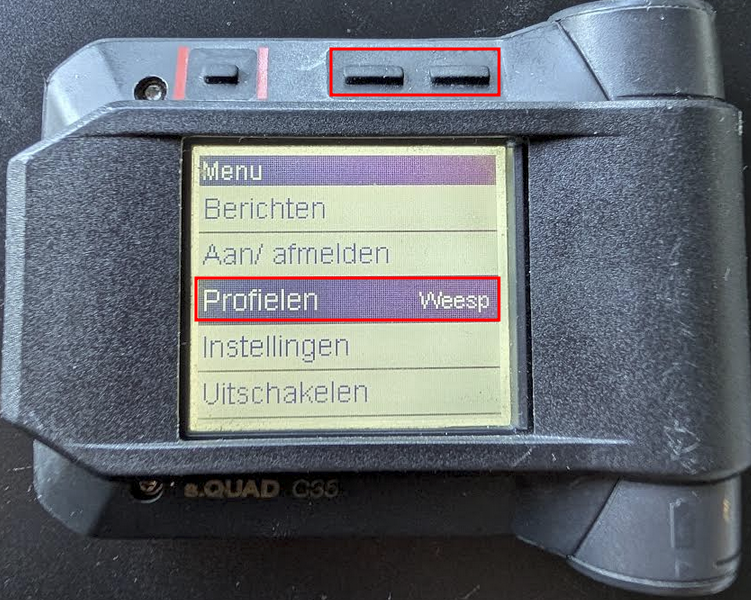 Menu
Berichten
Aan/ afmelden
Profielen Weesp
Instellingen
Uitschakelen
s.QUAD C35